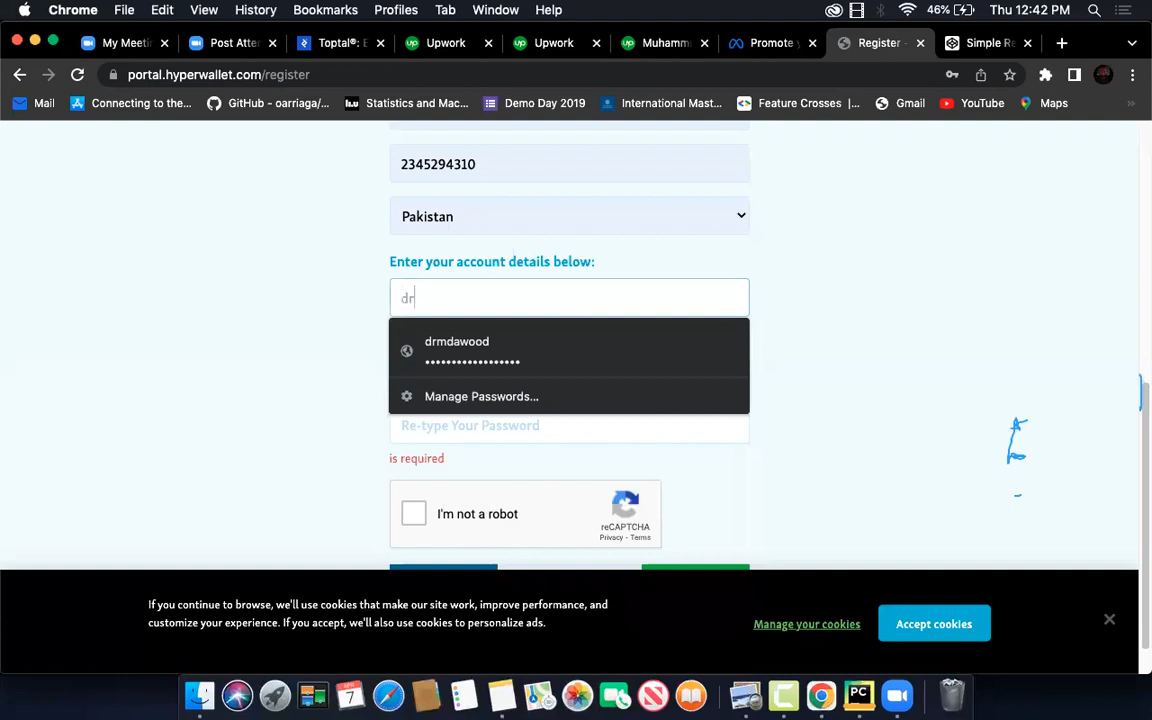 Chrome File Edit View History Bookmarks Profiles Tab Window Help 46% Thu 12:42 PM
My Meeti Post Atter Toptal®: E Upwork Upwork Muhamm Promote y Register - Simple Re
portal.hyperwallet.com/register
Mail Connecting to the... GitHub - oarriaga/... Statistics and Mac... Demo Day 2019 International Mast... Feature Crosses |... Gmail YouTube Maps
2345294310
Pakistan
Enter your account details below:
dr
drmdawood
••••••••••••••••••
Manage Passwords...
Re-type Your Password
is required
I'm not a robot
reCAPTCHA
Privacy - Terms
If you continue to browse, we'll use cookies that make our site work, improve performance, and
customize your experience. If you accept, we'll also use cookies to personalize ads.
Manage your cookies
Accept cookies
APR
7
PC